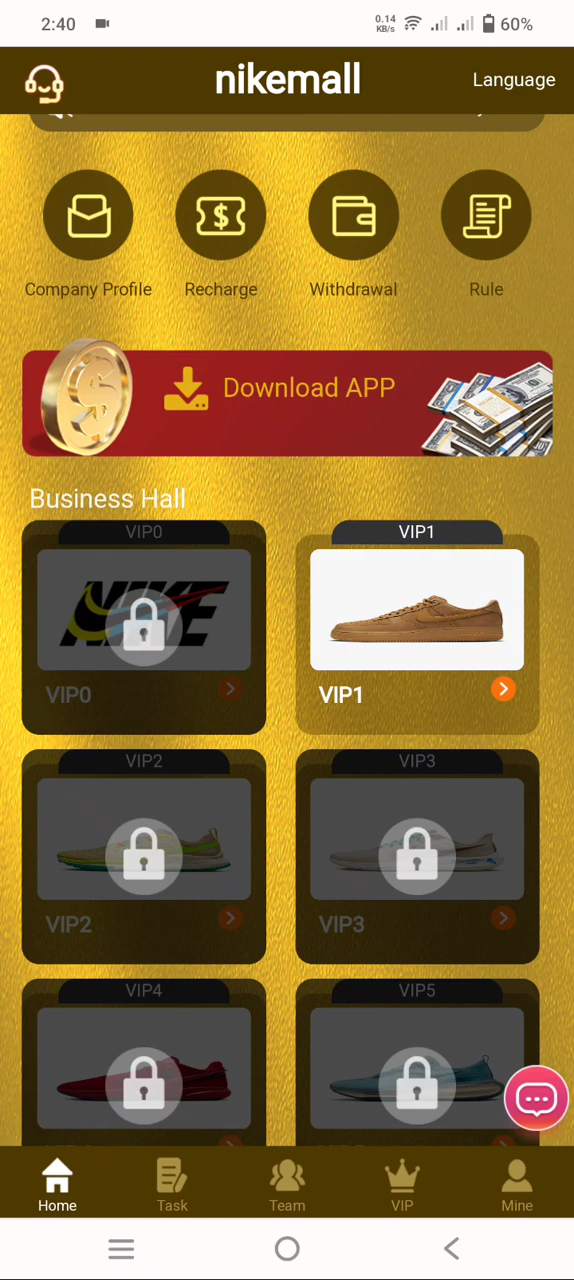 2:40
0.14
KB/s
60%
nikemall
Language
Company Profile
Recharge
Withdrawal
Rule
Download APP
Business Hall
VIP0
VIP1
NIKE
VIP0
VIP1
VIP2
VIP3
VIP2
VIP3
VIP4
VIP5
Home
Task
Team
VIP
Mine